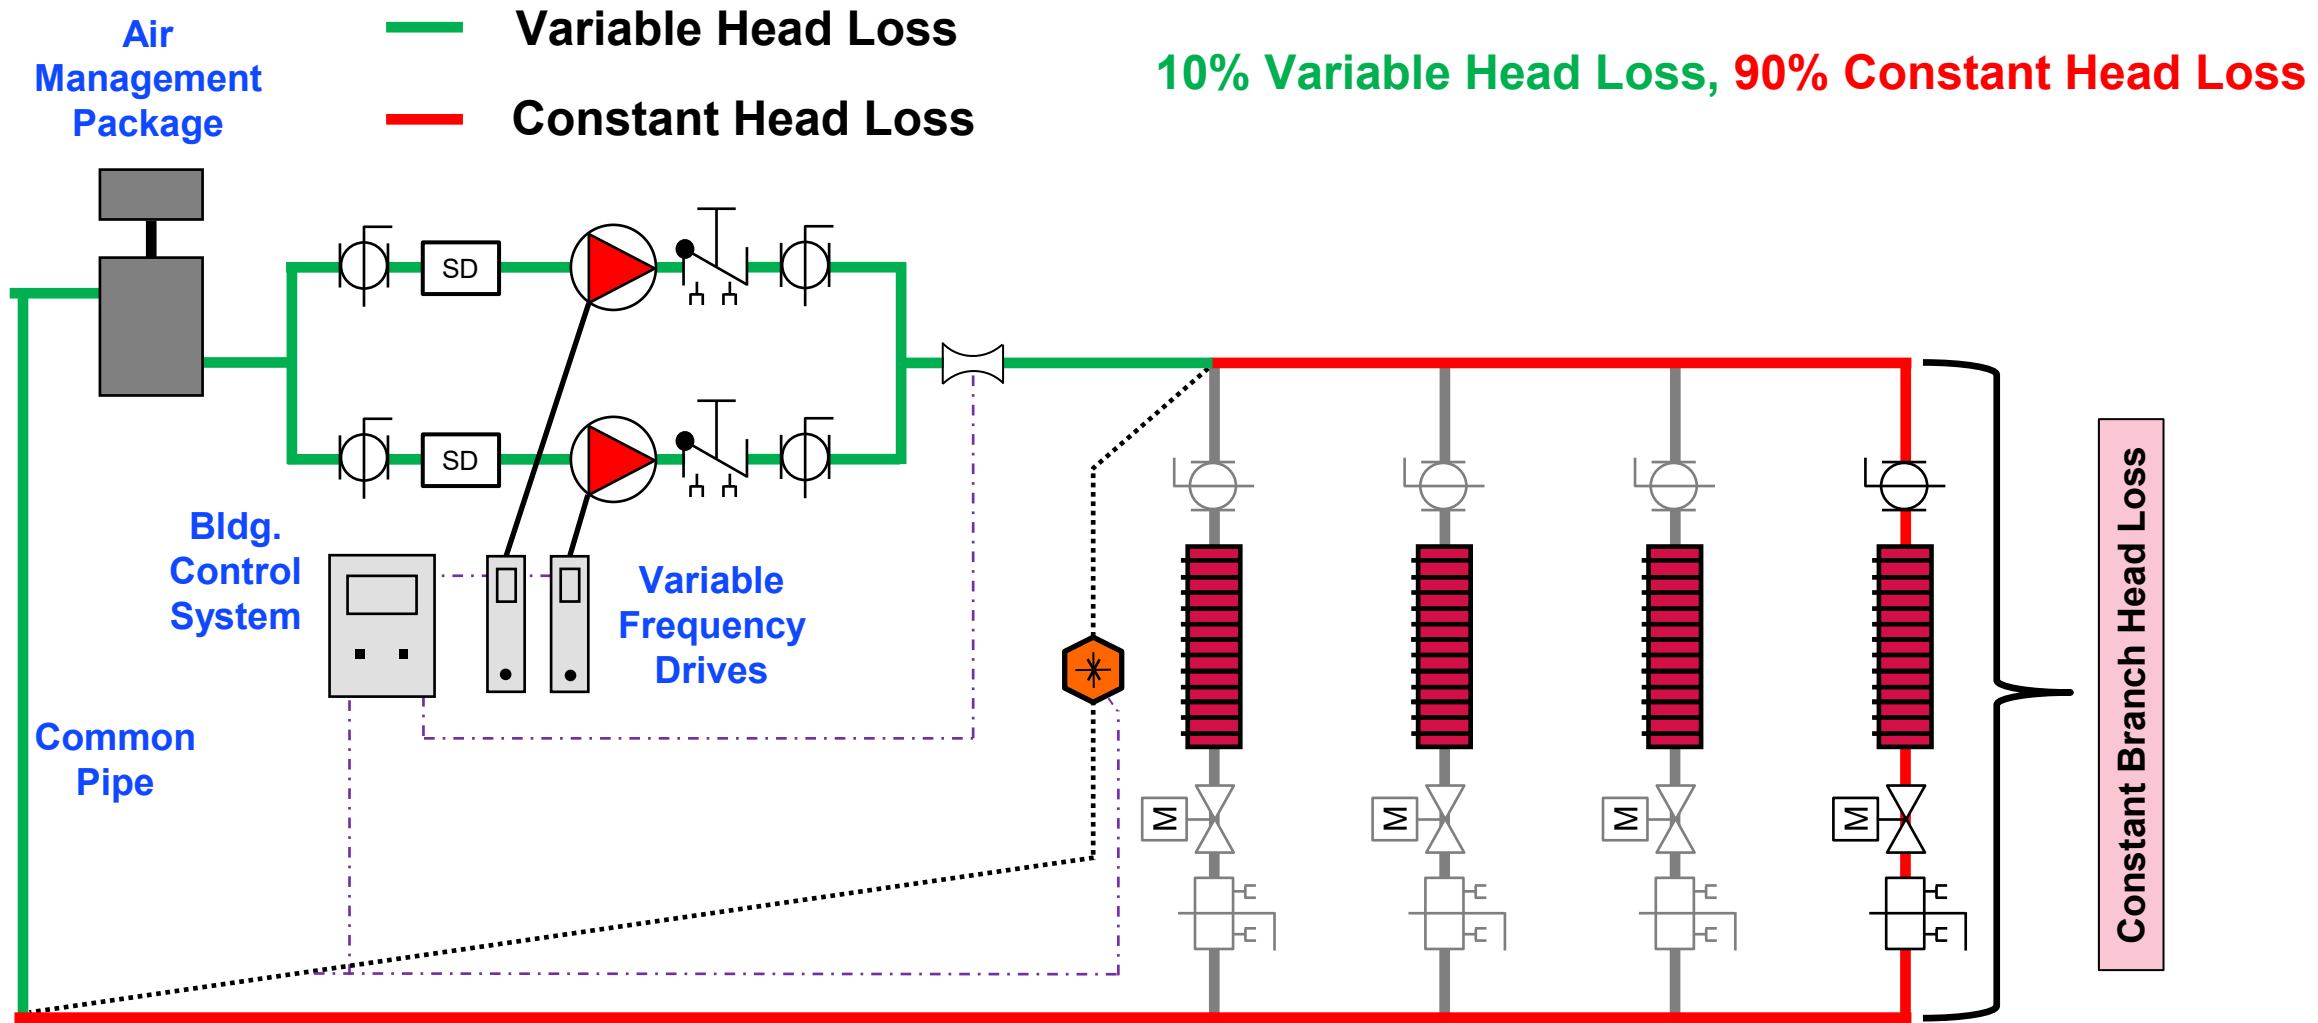 Air
Management
Package
Variable Head Loss
Constant Head Loss
10% Variable Head Loss, 90% Constant Head Loss
SD
SD
Bldg.
Control
System
Variable
Frequency
Drives
Common
Pipe
M
M
M
M
Constant Branch Head Loss